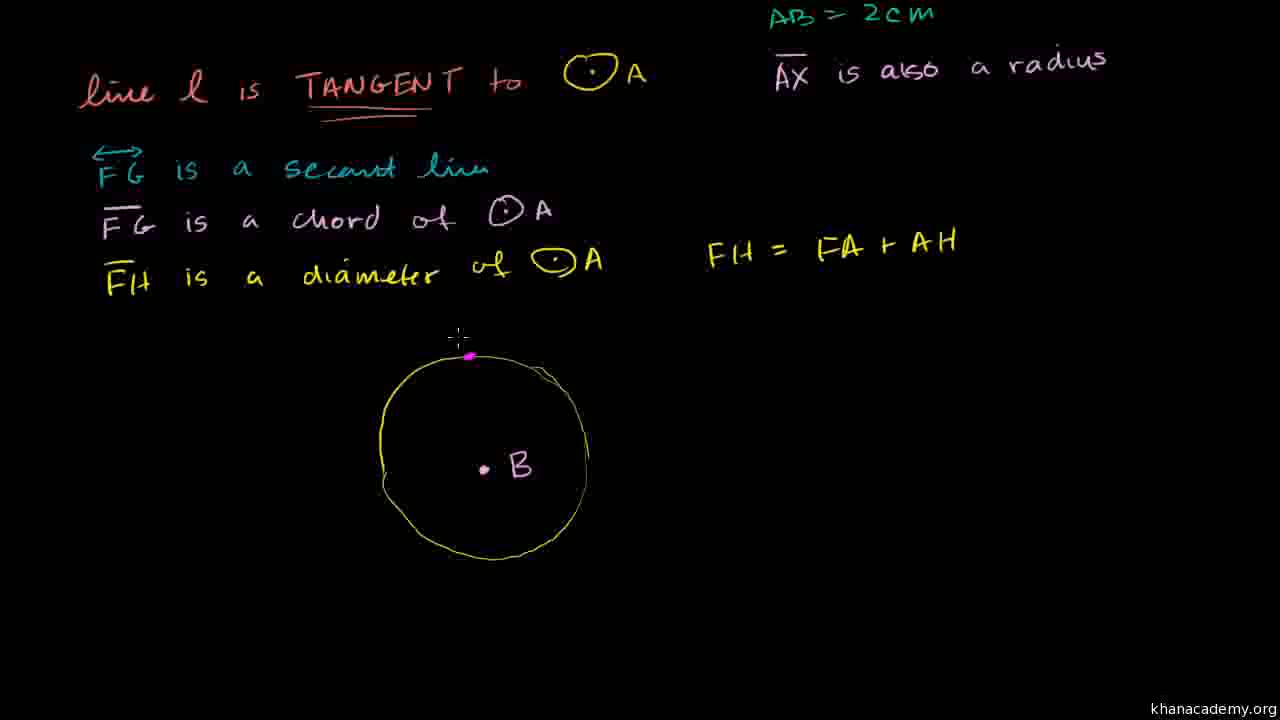 AB = 2cm
line l is TANGENT to ⊙ A
AX is also a radius
FG is a secant line
FG is a chord of ⊙ A
FH is a diameter of ⊙ A
FH = FA + AH
B
khanacademy.org